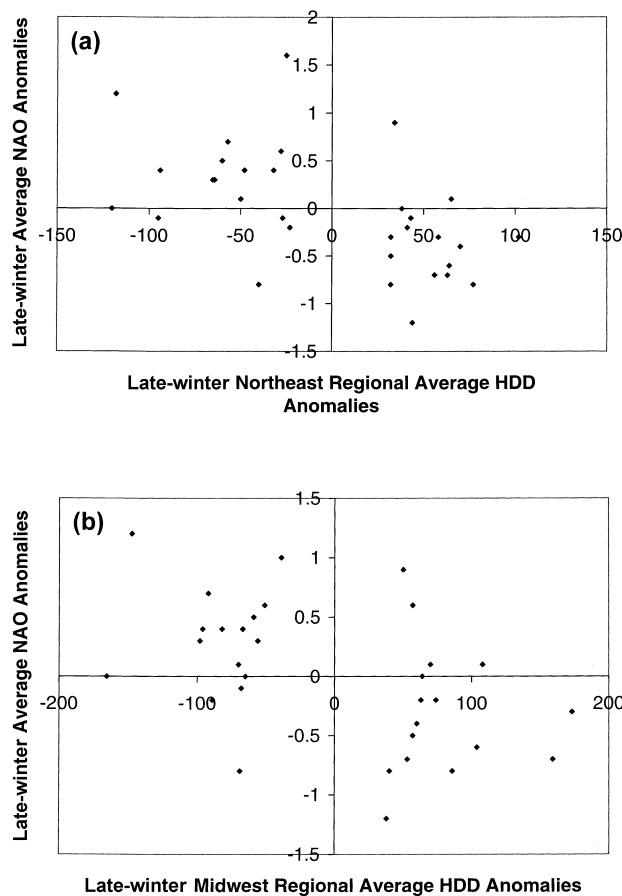 (a)
Late-winter Average NAO Anomalies
2
1.5
1
0.5
0
-0.5
-1
-1.5
-150 -100 -50 0 50 100 150
Late-winter Northeast Regional Average HDD
Anomalies
(b)
Late-winter Average NAO Anomalies
1.5
1
0.5
0
-0.5
-1
-1.5
-200 -100 0 100 200
Late-winter Midwest Regional Average HDD Anomalies